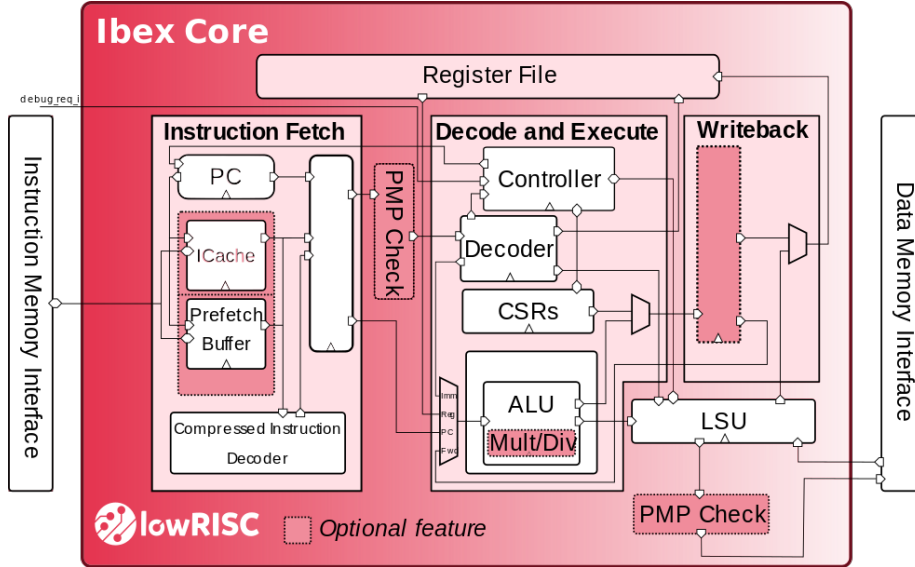 Ibex Core
Register File
debug_req_i
Instruction Memory Interface
Instruction Fetch
PC
ICache
Prefetch
Buffer
Compressed Instruction
Decoder
PMP Check
Decode and Execute
Controller
Decoder
CSRs
Imm
Reg
PC
Fwd
ALU
Mult/Div
Writeback
LSU
PMP Check
Data Memory Interface
lowRISC
Optional feature